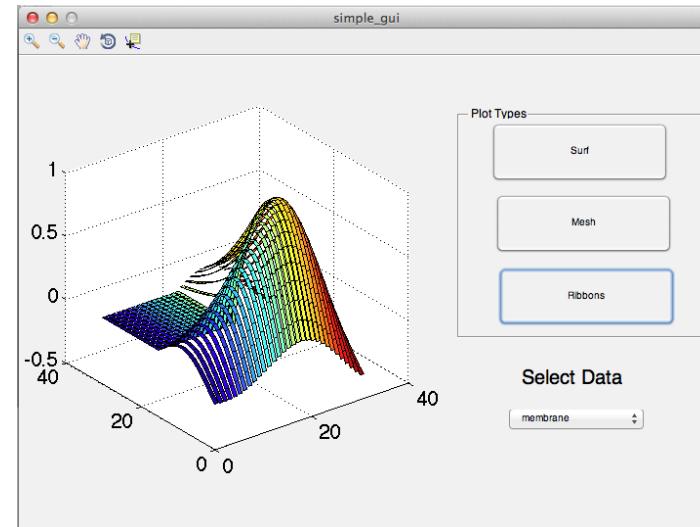 simple_gui
Plot Types
Surf
Mesh
Ribbons
Select Data
membrane
1
0.5
0
-0.5
40
20
0
0
20
40